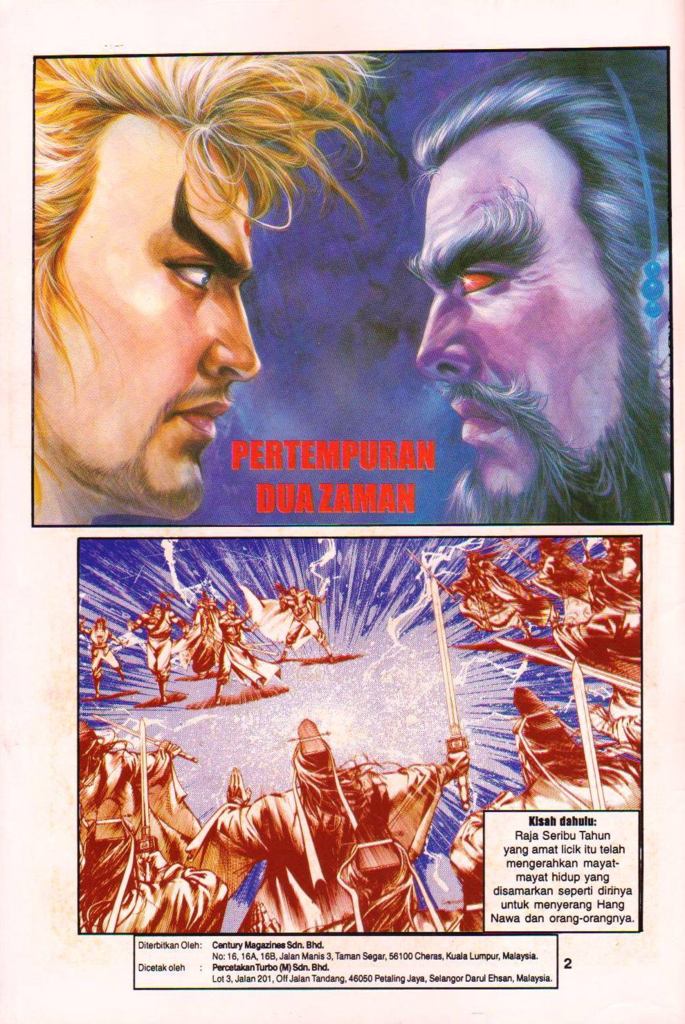 PERTEMPURAN
DUA ZAMAN
Kisah dahulu:
Raja Seribu Tahun
yang amat licik itu telah
mengerahkan mayat-
mayat hidup yang
disamarkan seperti dirinya
untuk menyerang Hang
Nawa dan orang-orangnya.
Diterbitkan Oleh: Century Magazines Sdn. Bhd.
No: 16, 16A, 16B, Jalan Manis 3, Taman Segar, 56100 Cheras, Kuala Lumpur, Malaysia.
Dicetak oleh : Percetakan Turbo (M) Sdn. Bhd.
Lot 3, Jalan 201, Off Jalan Tandang, 46050 Petaling Jaya, Selangor Darul Ehsan, Malaysia.
2